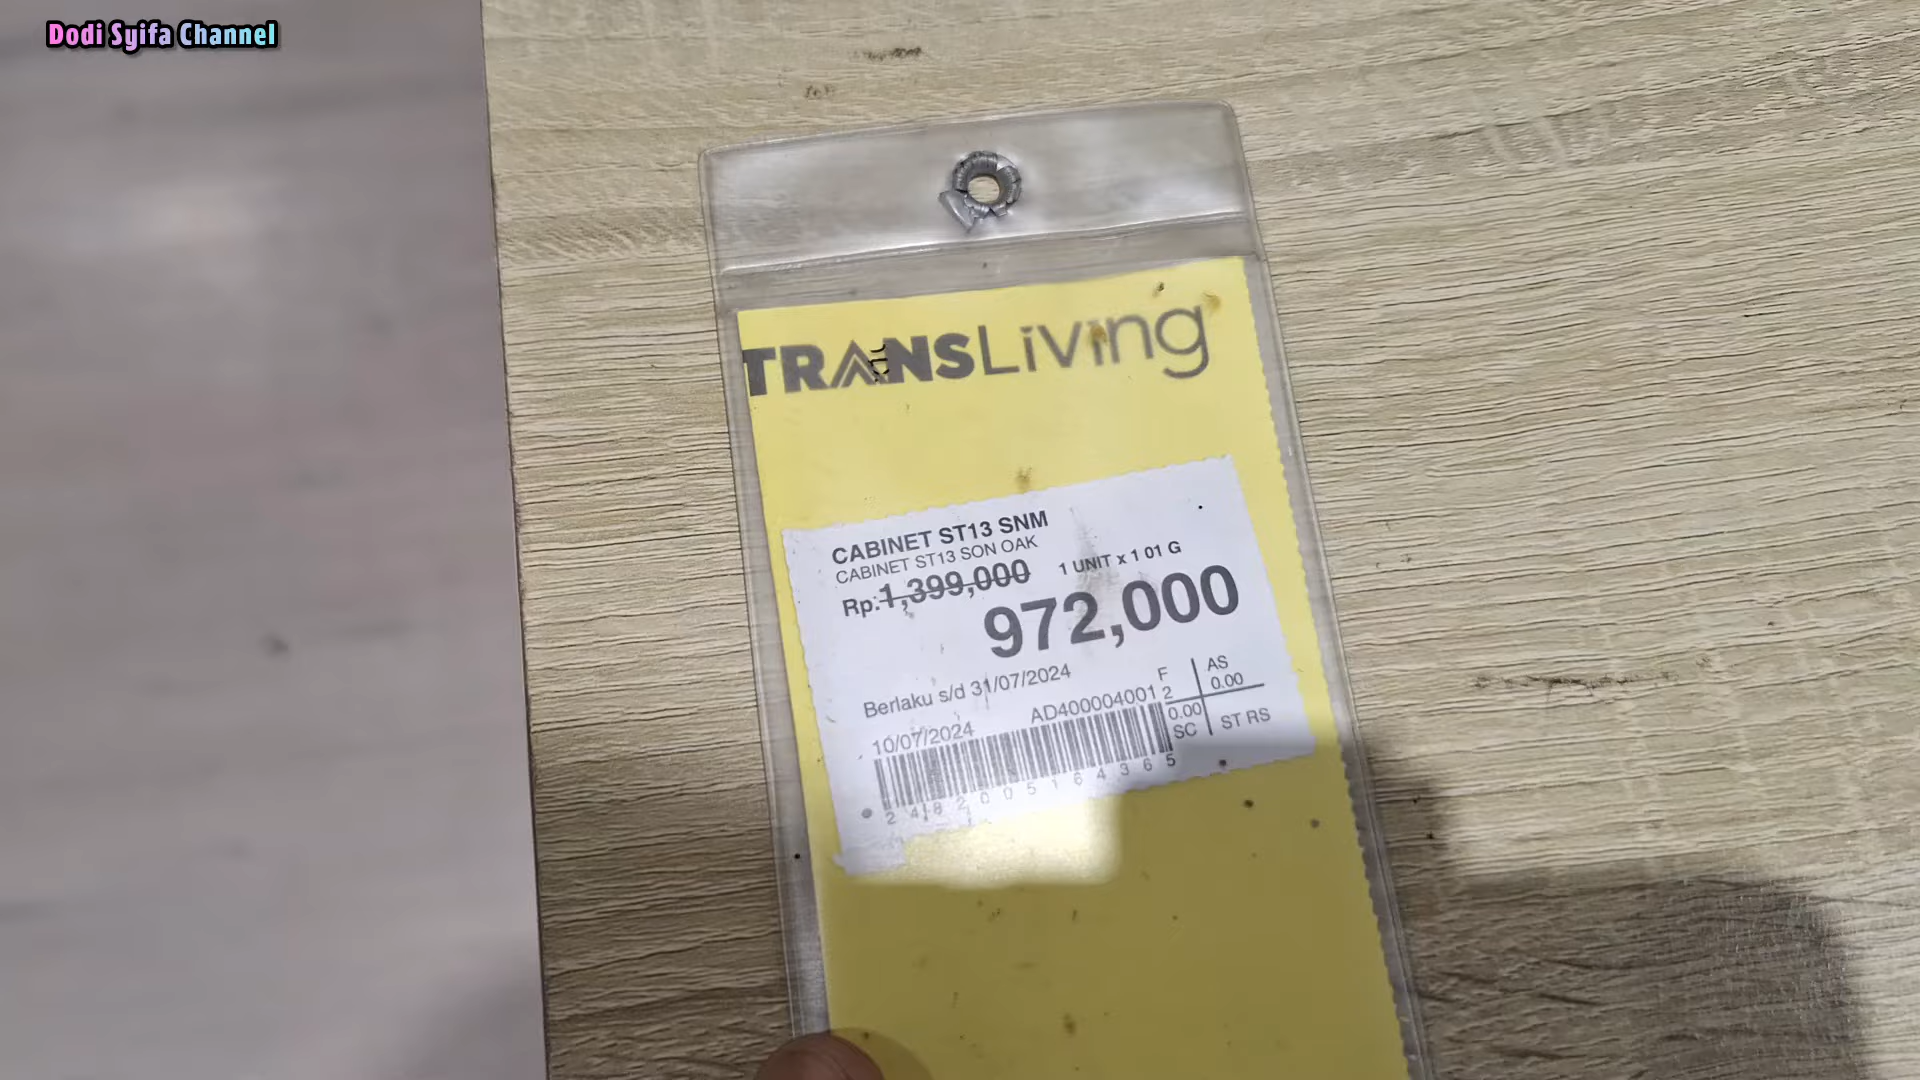 Dodi Syifa Channel
TRANSLiving
CABINET ST13 SNM
CABINET ST13 SON OAK
Rp.1,399,000 1 UNIT x 1 01 G
972,000
Berlaku s/d 31/07/2024
10/07/2024 AD400004001 F 2 AS 0.00
0.00 SC ST RS
2482005164365